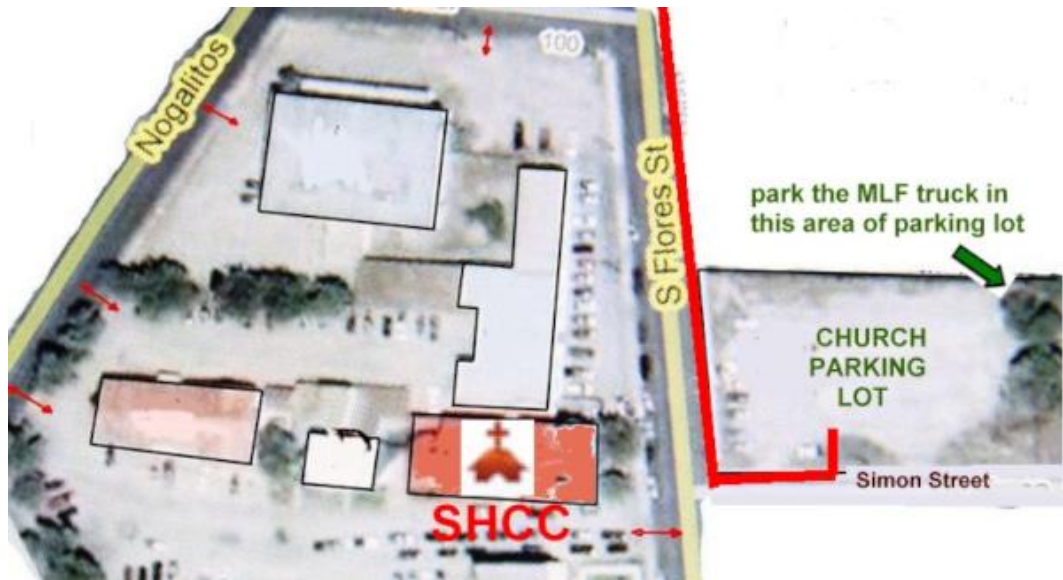 Nogalitos
100
S Flores St
park the MLF truck in
this area of parking lot
CHURCH
PARKING
LOT
Simon Street
SHCC